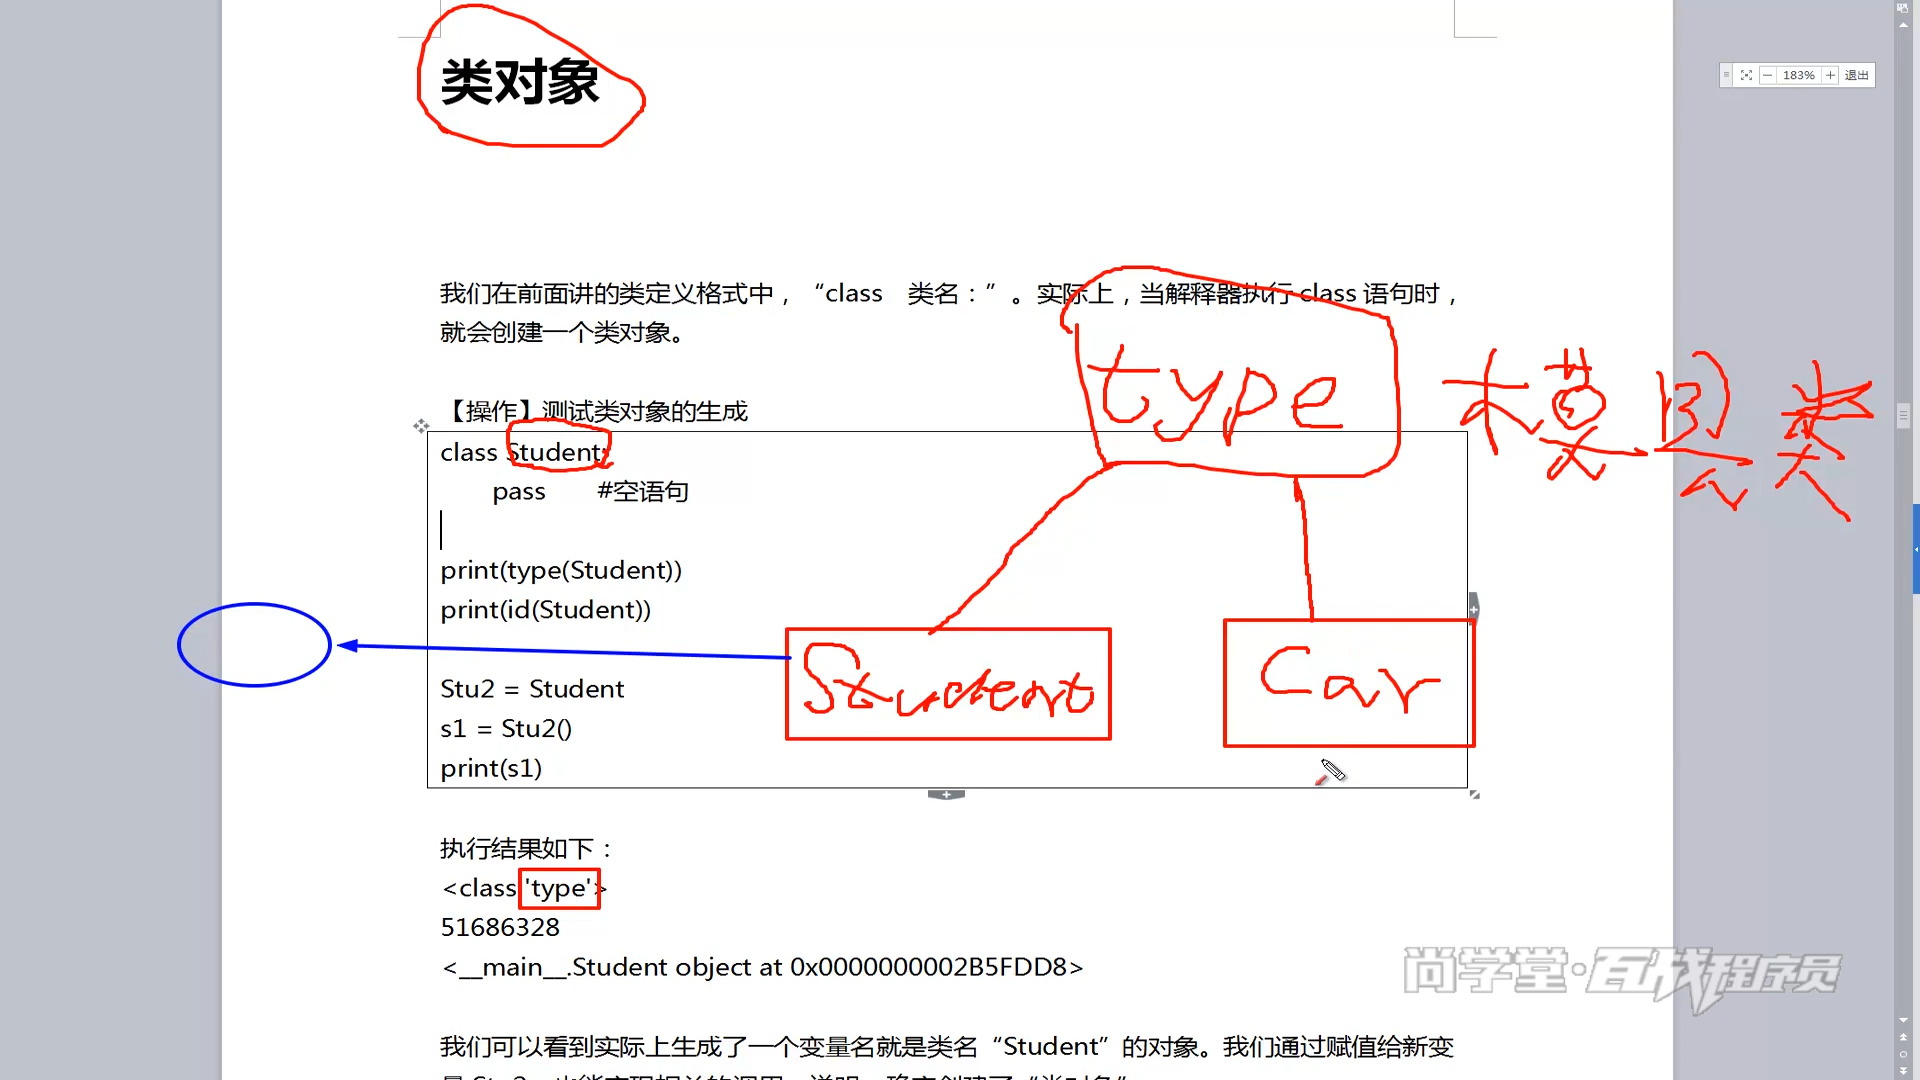 类对象
183%
退出
我们在前面讲的类定义格式中，“class 类名：”。实际上，当解释器执行 class 语句时，
就会创建一个类对象。
type
【操作】测试类对象的生成
class Student:
pass #空语句
print(type(Student))
print(id(Student))
Student
Car
Stu2 = Student
s1 = Stu2()
print(s1)
执行结果如下：
<class 'type'>
51686328
<__main__.Student object at 0x0000000002B5FDD8>
尚学堂·百战程序员
我们可以看到实际上生成了一个变量名就是类名“Student”的对象。我们通过赋值给新变